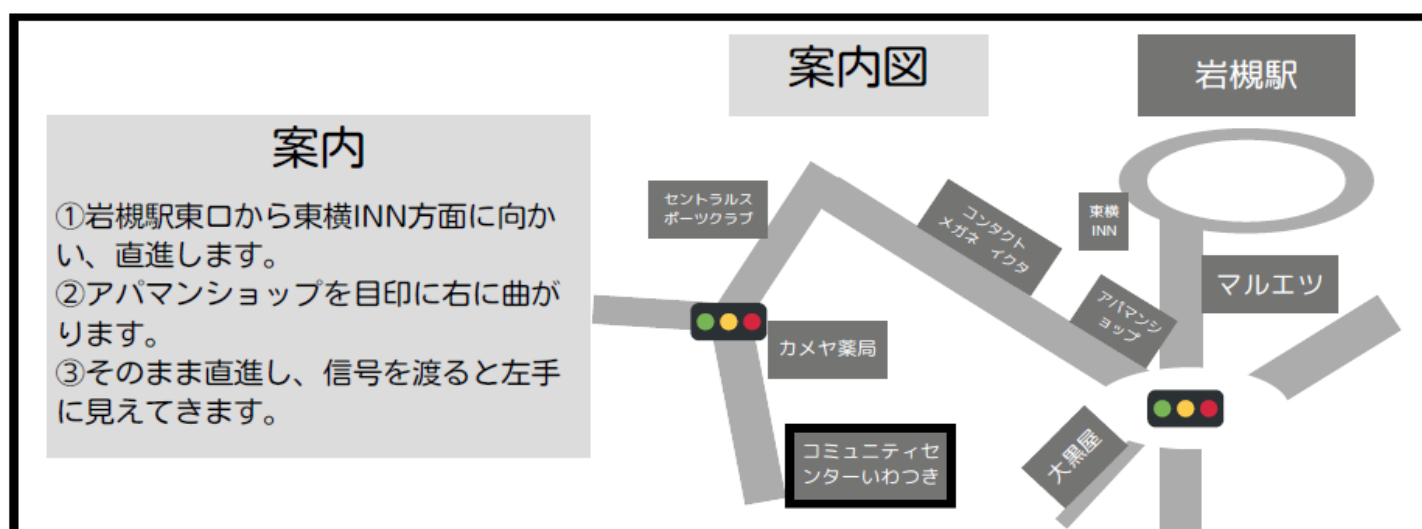 案内図
岩槻駅
案内
①岩槻駅東口から東横INN方面に向か
い、直進します。
②アパマンショップを目印に右に曲が
ります。
③そのまま直進し、信号を渡ると左手
に見えてきます。
セントラルス
ポーツクラブ
コンタクト
メガネ　イクタ
東横
INN
マルエツ
アパマンシ
ョップ
カメヤ薬局
大黒屋
コミュニティセ
ンターいわつき